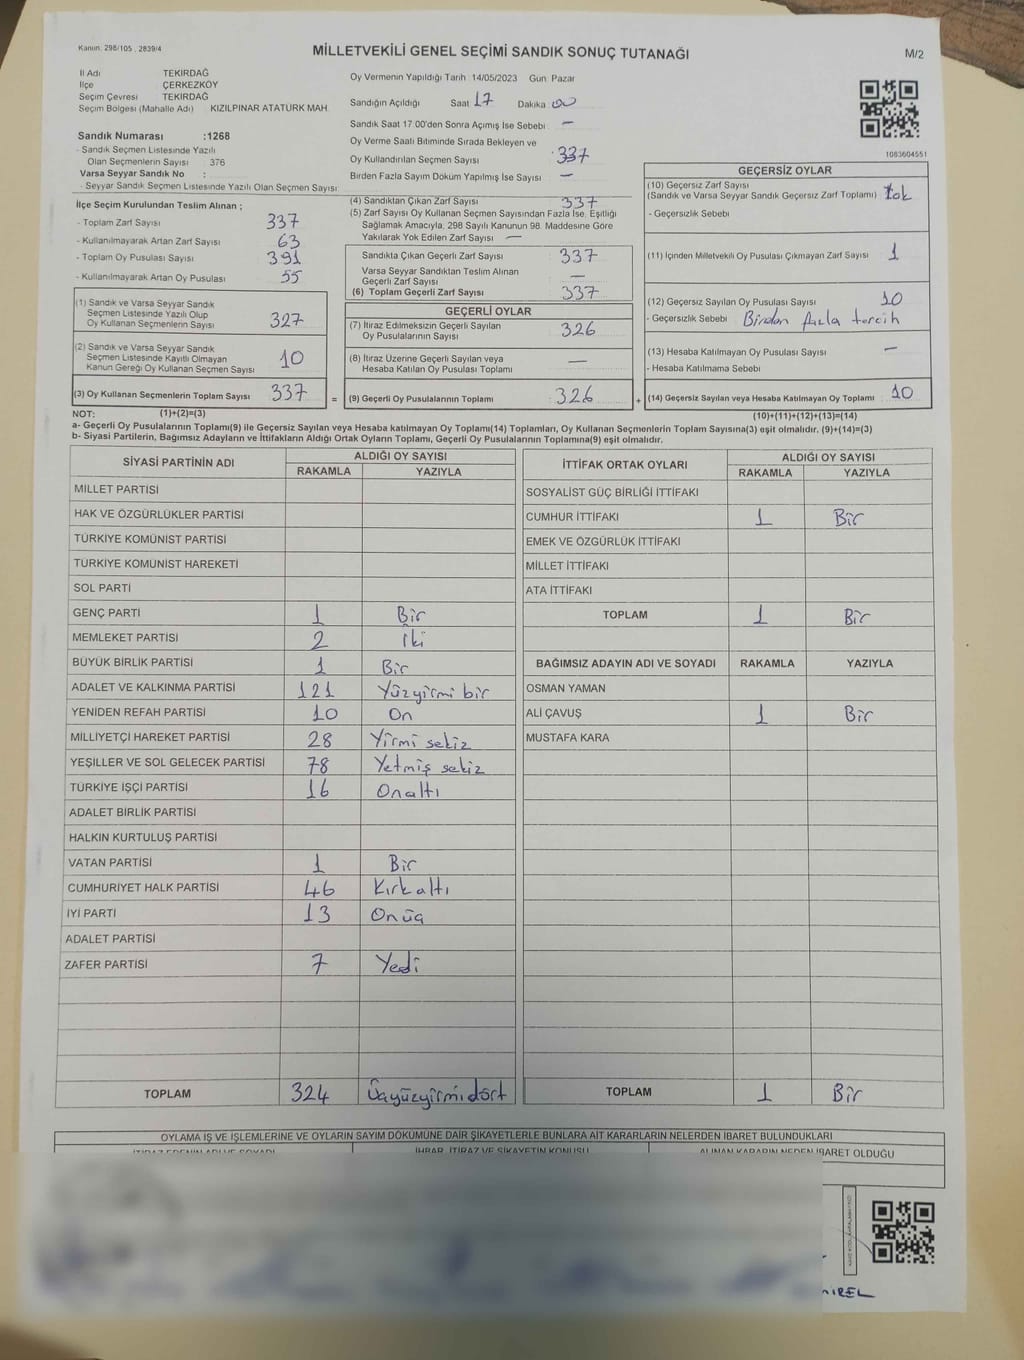 Kanun: 298/105 , 2839/4
MİLLETVEKİLİ GENEL SEÇİMİ SANDIK SONUÇ TUTANAĞI
M/2
İl Adı TEKİRDAĞ
İlçe ÇERKEZKÖY
Seçim Çevresi TEKİRDAĞ
Seçim Bölgesi (Mahalle Adı) KIZILPINAR ATATÜRK MAH.
Sandık Numarası :1268
- Sandık Seçmen Listesinde Yazılı
Olan Seçmenlerin Sayısı : 376
Varsa Seyyar Sandık No :
- Seyyar Sandık Seçmen Listesinde Yazılı Olan Seçmen Sayısı:
Oy Vermenin Yapıldığı Tarih 14/05/2023 Gün: Pazar
Sandığın Açıldığı Saat 17 Dakika 00
Sandık Saat 17.00'den Sonra Açımış İse Sebebi: —
Oy Verme Saati Bitiminde Sırada Bekleyen ve
Oy Kullandırılan Seçmen Sayısı : 337
Birden Fazla Sayım Döküm Yapılmış İse Sayısı —
1083604551
İlçe Seçim Kurulundan Teslim Alınan ;
- Toplam Zarf Sayısı 337
- Kullanılmayarak Artan Zarf Sayısı 63
- Toplam Oy Pusulası Sayısı 391
- Kullanılmayarak Artan Oy Pusulası 55
(1) Sandık ve Varsa Seyyar Sandık
Seçmen Listesinde Yazılı Olup
Oy Kullanan Seçmenlerin Sayısı 327
(2) Sandık ve Varsa Seyyar Sandık
Seçmen Listesinde Kayıtlı Olmayan
Kanun Gereği Oy Kullanan Seçmen Sayısı 10
(3) Oy Kullanan Seçmenlerin Toplam Sayısı 337 =
(4) Sandıktan Çıkan Zarf Sayısı 337
(5) Zarf Sayısı Oy Kullanan Seçmen Sayısından Fazla İse, Eşitliği
Sağlamak Amacıyla, 298 Sayılı Kanunun 98. Maddesine Göre
Yakılarak Yok Edilen Zarf Sayısı —
Sandıkta Çıkan Geçerli Zarf Sayısı 337
Varsa Seyyar Sandıktan Teslim Alınan
Geçerli Zarf Sayısı —
(6) Toplam Geçerli Zarf Sayısı 337
GEÇERLİ OYLAR
(7) İtiraz Edilmeksizin Geçerli Sayılan
Oy Pusulalarının Sayısı 326
(8) İtiraz Üzerine Geçerli Sayılan veya
Hesaba Katılan Oy Pusulası Toplamı —
(9) Geçerli Oy Pusulalarının Toplamı 326 +
GEÇERSİZ OYLAR
(10) Geçersiz Zarf Sayısı
(Sandık ve Varsa Seyyar Sandık Geçersiz Zarf Toplamı) Yok
- Geçersizlik Sebebi
(11) İçinden Milletvekili Oy Pusulası Çıkmayan Zarf Sayısı 1
(12) Geçersiz Sayılan Oy Pusulası Sayısı 10
- Geçersizlik Sebebi Birden fazla tercih
(13) Hesaba Katılmayan Oy Pusulası Sayısı —
- Hesaba Katılmama Sebebi
(14) Geçersiz Sayılan veya Hesaba Katılmayan Oy Toplamı 10
NOT: (1)+(2)=(3) (10)+(11)+(12)+(13)=(14)
a- Geçerli Oy Pusulalarının Toplamı(9) ile Geçersiz Sayılan veya Hesaba katılmayan Oy Toplamı(14) Toplamları, Oy Kullanan Seçmenlerin Toplam Sayısına(3) eşit olmalıdır. (9)+(14)=(3)
b- Siyasi Partilerin, Bağımsız Adayların ve İttifakların Aldığı Ortak Oyların Toplamı, Geçerli Oy Pusulalarının Toplamına(9) eşit olmalıdır.
SİYASİ PARTİNİN ADI ALDIĞI OY SAYISI
RAKAMLA YAZIYLA
MİLLET PARTİSİ
HAK VE ÖZGÜRLÜKLER PARTİSİ
TÜRKİYE KOMÜNİST PARTİSİ
TÜRKİYE KOMÜNİST HAREKETİ
SOL PARTİ
GENÇ PARTİ 1 Bir
MEMLEKET PARTİSİ 2 İki
BÜYÜK BİRLİK PARTİSİ 1 Bir
ADALET VE KALKINMA PARTİSİ 121 Yüzyirmi bir
YENİDEN REFAH PARTİSİ 10 On
MİLLİYETÇİ HAREKET PARTİSİ 28 Yirmi sekiz
YEŞİLLER VE SOL GELECEK PARTİSİ 78 Yetmiş sekiz
TÜRKİYE İŞÇİ PARTİSİ 16 Onaltı
ADALET BİRLİK PARTİSİ
HALKIN KURTULUŞ PARTİSİ
VATAN PARTİSİ 1 Bir
CUMHURİYET HALK PARTİSİ 46 Kırkaltı
İYİ PARTİ 13 Onüç
ADALET PARTİSİ
ZAFER PARTİSİ 7 Yedi
TOPLAM 324 Üçyüzyirmidört
İTTİFAK ORTAK OYLARI ALDIĞI OY SAYISI
RAKAMLA YAZIYLA
SOSYALİST GÜÇ BİRLİĞİ İTTİFAKI
CUMHUR İTTİFAKI 1 Bir
EMEK VE ÖZGÜRLÜK İTTİFAKI
MİLLET İTTİFAKI
ATA İTTİFAKI
TOPLAM 1 Bir
BAĞIMSIZ ADAYIN ADI VE SOYADI RAKAMLA YAZIYLA
OSMAN YAMAN
ALİ ÇAVUŞ 1 Bir
MUSTAFA KARA
TOPLAM 1 Bir
OYLAMA İŞ VE İŞLEMLERİNE VE OYLARIN SAYIM DÖKÜMÜNE DAİR ŞİKAYETLERLE BUNLARA AİT KARARLARIN NELERDEN İBARET BULUNDUKLARI
İHBAR, İTİRAZ VE ŞİKAYETİN KONUSU
ALINAN KARARIN NEDEN İBARET OLDUĞU